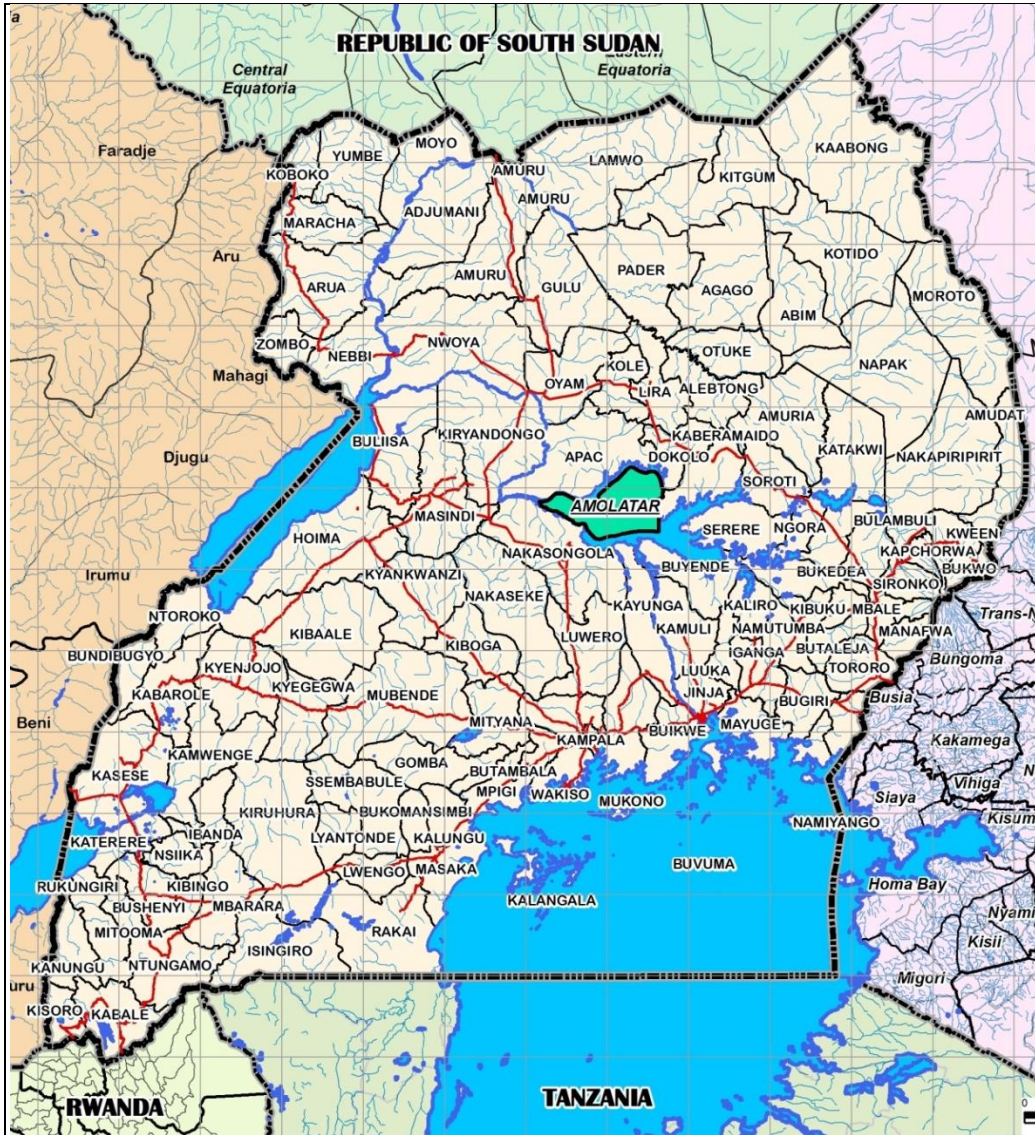 REPUBLIC OF SOUTH SUDAN
Central
Equatoria
Eastern
Equatoria
Faradje
KOBOKO
YUMBE
MOYO
AMURU
LAMWO
KAABONG
KITGUM
MARACHA
ADJUMANI
AMURU
Aru
ARUA
AMURU
GULU
PADER
AGAGO
KOTIDO
MOROTO
ABIM
ZOMBO
NEBBI
NWOYA
OTUKE
NAPAK
Mahagi
KOLE
OYAM
LIRA
ALEBTONG
AMURIA
AMUDAT
BULIISA
KIRYANDONGO
KABERAMAIDO
KATAKWI
NAKAPIRIPIRIT
Djugu
APAC
DOKOLO
SOROTI
MASINDI
AMOLATAR
SERERE
NGORA
BULAMBULI
KWEEN
HOIMA
NAKASONGOLA
KAPCHORWA
BUKWO
Irumu
KYANKWANZI
BUYENDE
BUKEDEA
SIRONKO
NAKASEKE
KAYUNGA
KALIRO
KIBUKU
MBALE
NTOROKO
KIBAALE
LUWERO
KAMULI
NAMUTUMBA
MANAFWA
Trans-N
BUNDIBUGYO
KIBOGA
IGANGA
BUTALEJA
Bungoma
KYENJOJO
LUUKA
TORORO
KABAROLE
KYEGEGWA
MUBENDE
JINJA
BUGIRI
Busia
Beni
MITYANA
KAMPALA
BUIKWE
MAYUGE
Kakamega
KAMWENGE
GOMBA
BUTAMBALA
KASESE
SSEMBABULE
MPIGI
WAKISO
MUKONO
Vihiga
Siaya
KIRUHURA
BUKOMANSIMBI
NAMIYANGO
Kisum
KATERERE
IBANDA
LYANTONDE
KALUNGU
NSIIKA
MASAKA
BUVUMA
RUKUNGIRI
KIBINGO
LWENGO
Homa Bay
BUSHENYI
MBARARA
KALANGALA
Nyami
MITOOMA
RAKAI
Kisii
KANUNGU
NTUNGAMO
ISINGIRO
Migori
uru
KISORO
KABALE
RWANDA
TANZANIA
0